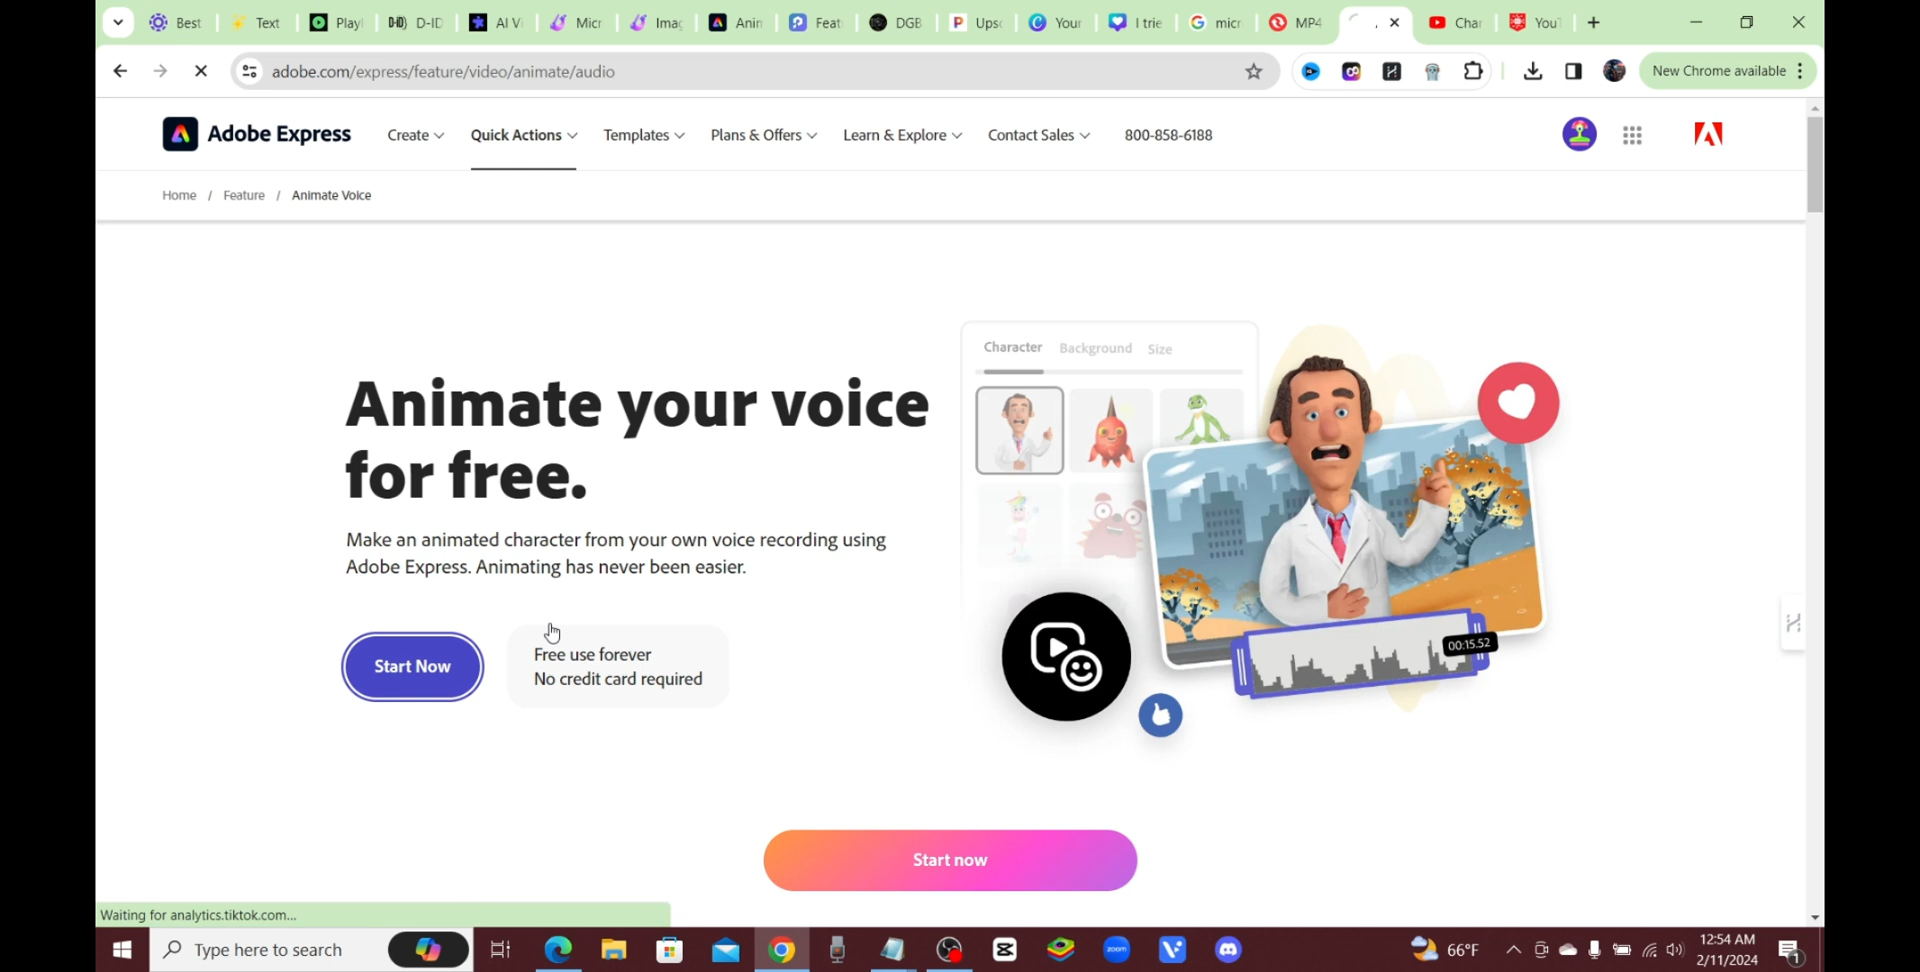 Best
Text
Play
D-ID
AI Vi
Micr
Imag
Anin
Feat
DGB
Upsc
Your
I trie
micr
MP4
Char
YouT
adobe.com/express/feature/video/animate/audio
New Chrome available
Adobe Express
Create
Quick Actions
Templates
Plans & Offers
Learn & Explore
Contact Sales
800-858-6188
Home / Feature / Animate Voice
Character Background Size
Animate your voice
for free.
Make an animated character from your own voice recording using
Adobe Express. Animating has never been easier.
Start Now
Free use forever
No credit card required
00:15.52
Start now
Waiting for analytics.tiktok.com...
Type here to search
zoom
66°F
12:54 AM
2/11/2024
1